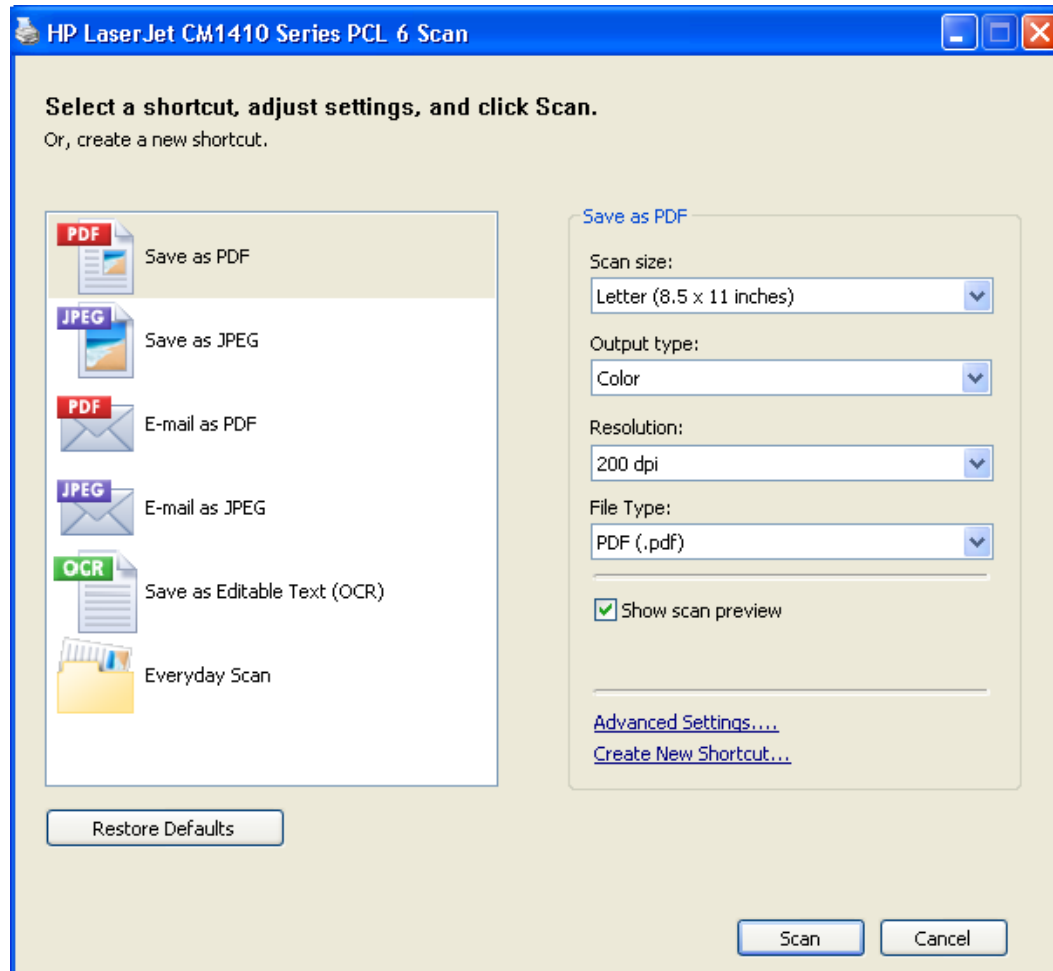 HP LaserJet CM1410 Series PCL 6 Scan
Select a shortcut, adjust settings, and click Scan.
Or, create a new shortcut.
PDF
Save as PDF
JPEG
Save as JPEG
PDF
E-mail as PDF
JPEG
E-mail as JPEG
OCR
Save as Editable Text (OCR)
Everyday Scan
Restore Defaults
Save as PDF
Scan size:
Letter (8.5 x 11 inches)
Output type:
Color
Resolution:
200 dpi
File Type:
PDF (.pdf)
Show scan preview
Advanced Settings....
Create New Shortcut...
Scan
Cancel